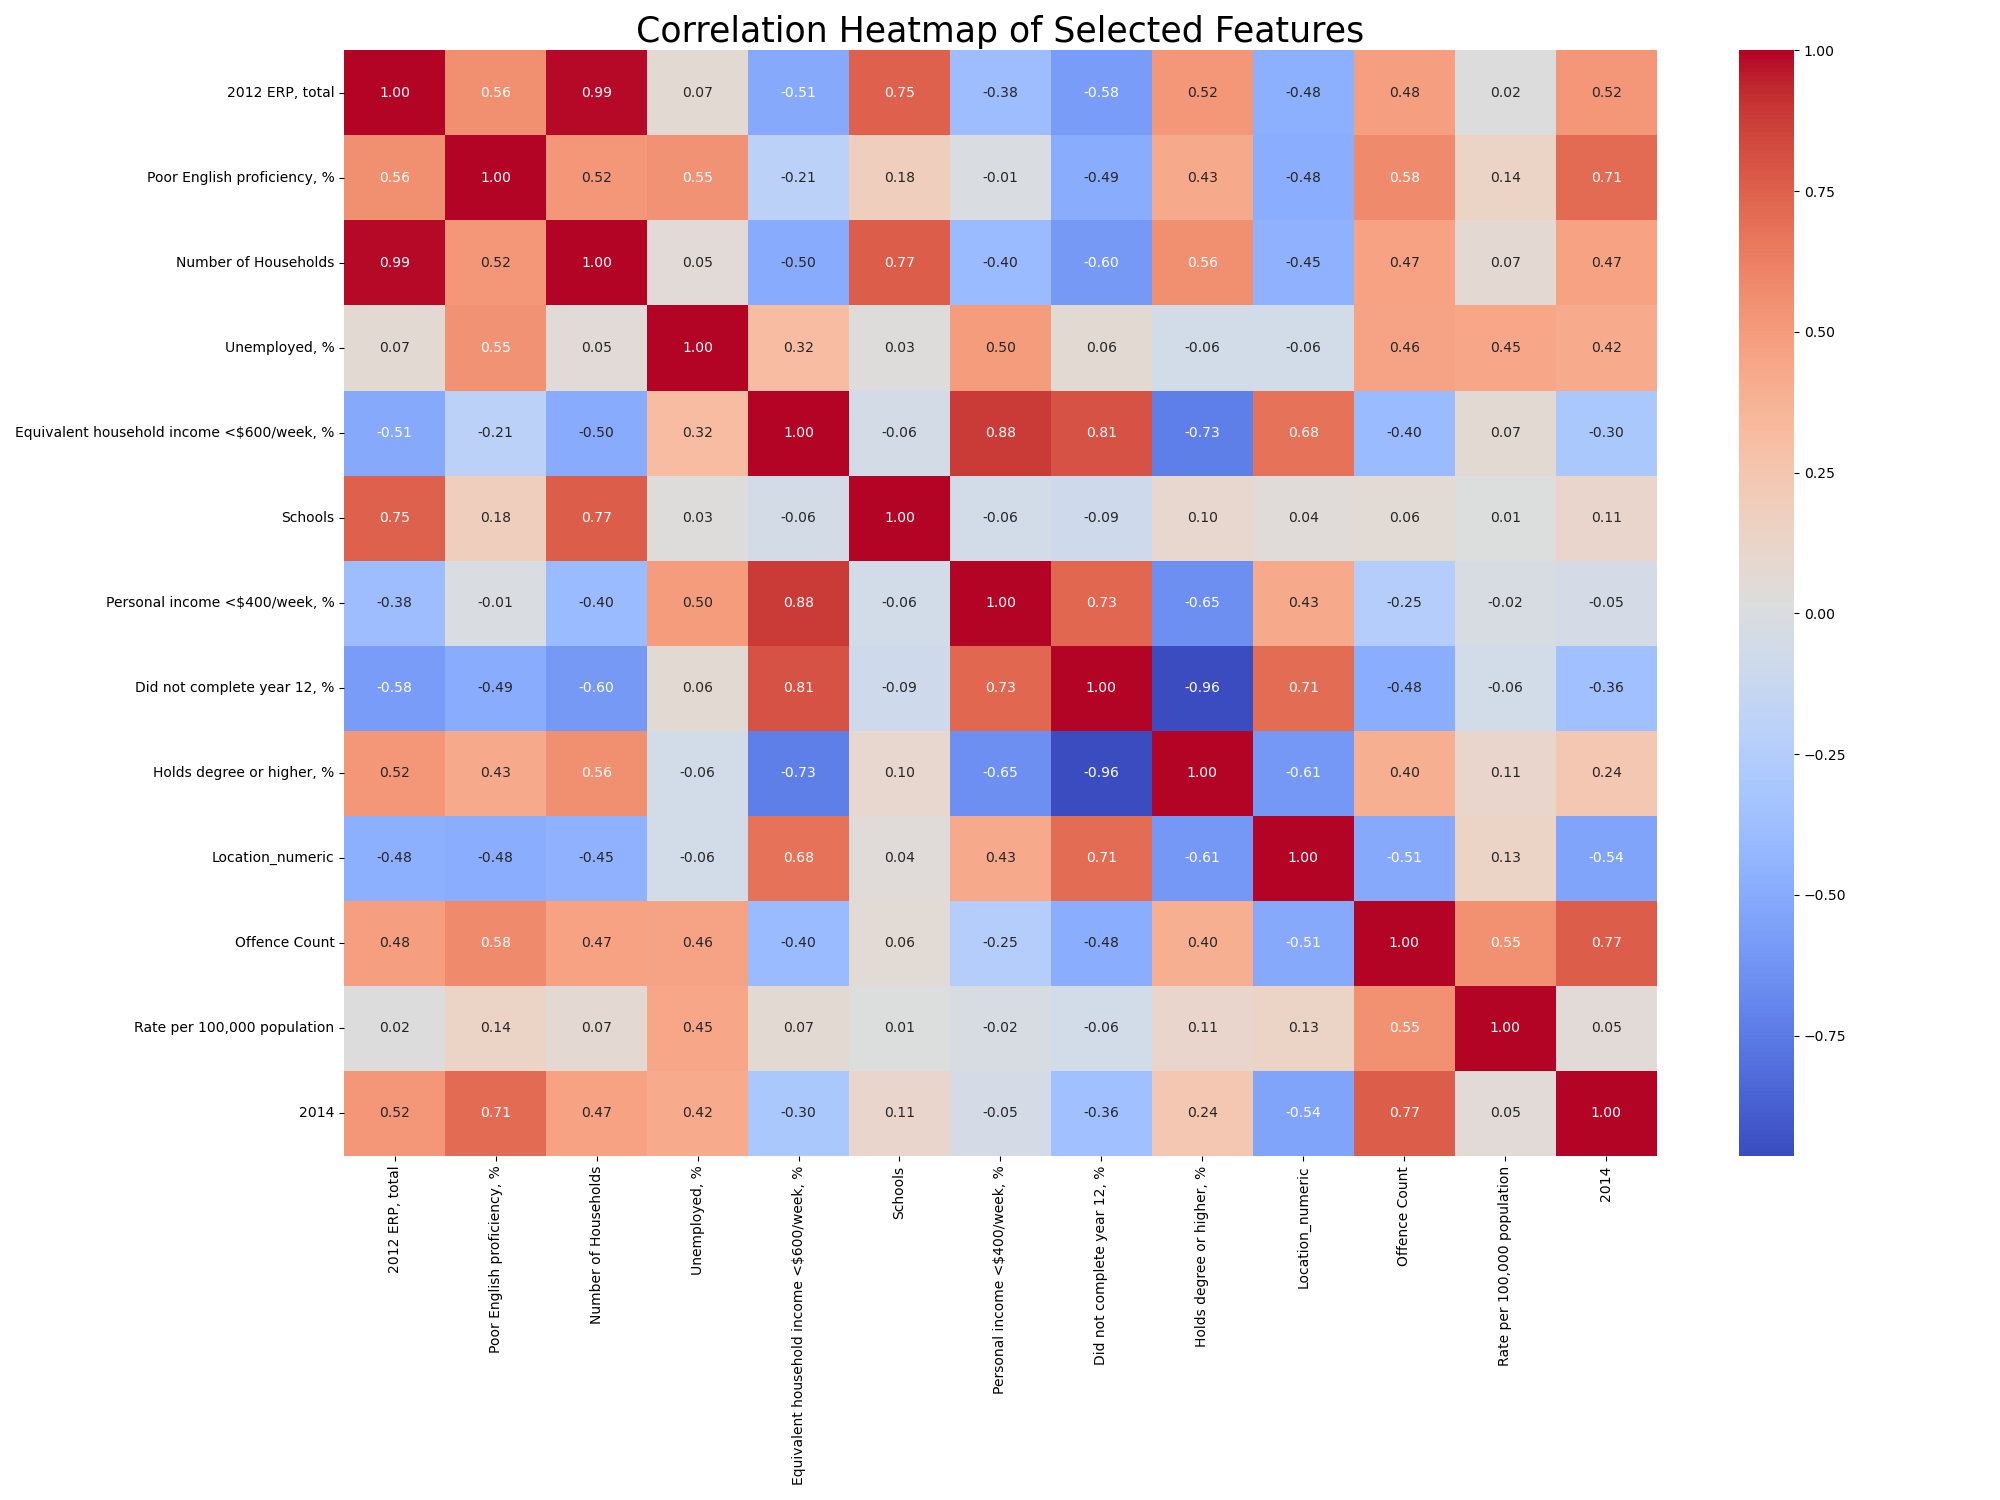 Correlation Heatmap of Selected Features
2012 ERP, total 1.00 0.56 0.99 0.07 -0.51 0.75 -0.38 -0.58 0.52 -0.48 0.48 0.02 0.52
Poor English proficiency, % 0.56 1.00 0.52 0.55 -0.21 0.18 -0.01 -0.49 0.43 -0.48 0.58 0.14 0.71
Number of Households 0.99 0.52 1.00 0.05 -0.50 0.77 -0.40 -0.60 0.56 -0.45 0.47 0.07 0.47
Unemployed, % 0.07 0.55 0.05 1.00 0.32 0.03 0.50 0.06 -0.06 -0.06 0.46 0.45 0.42
Equivalent household income <$600/week, % -0.51 -0.21 -0.50 0.32 1.00 -0.06 0.88 0.81 -0.73 0.68 -0.40 0.07 -0.30
Schools 0.75 0.18 0.77 0.03 -0.06 1.00 -0.06 -0.09 0.10 0.04 0.06 0.01 0.11
Personal income <$400/week, % -0.38 -0.01 -0.40 0.50 0.88 -0.06 1.00 0.73 -0.65 0.43 -0.25 -0.02 -0.05
Did not complete year 12, % -0.58 -0.49 -0.60 0.06 0.81 -0.09 0.73 1.00 -0.96 0.71 -0.48 -0.06 -0.36
Holds degree or higher, % 0.52 0.43 0.56 -0.06 -0.73 0.10 -0.65 -0.96 1.00 -0.61 0.40 0.11 0.24
Location_numeric -0.48 -0.48 -0.45 -0.06 0.68 0.04 0.43 0.71 -0.61 1.00 -0.51 0.13 -0.54
Offence Count 0.48 0.58 0.47 0.46 -0.40 0.06 -0.25 -0.48 0.40 -0.51 1.00 0.55 0.77
Rate per 100,000 population 0.02 0.14 0.07 0.45 0.07 0.01 -0.02 -0.06 0.11 0.13 0.55 1.00 0.05
2014 0.52 0.71 0.47 0.42 -0.30 0.11 -0.05 -0.36 0.24 -0.54 0.77 0.05 1.00
2012 ERP, total
Poor English proficiency, %
Number of Households
Unemployed, %
Equivalent household income <$600/week, %
Schools
Personal income <$400/week, %
Did not complete year 12, %
Holds degree or higher, %
Location_numeric
Offence Count
Rate per 100,000 population
2014
1.00
0.75
0.50
0.25
0.00
−0.25
−0.50
−0.75